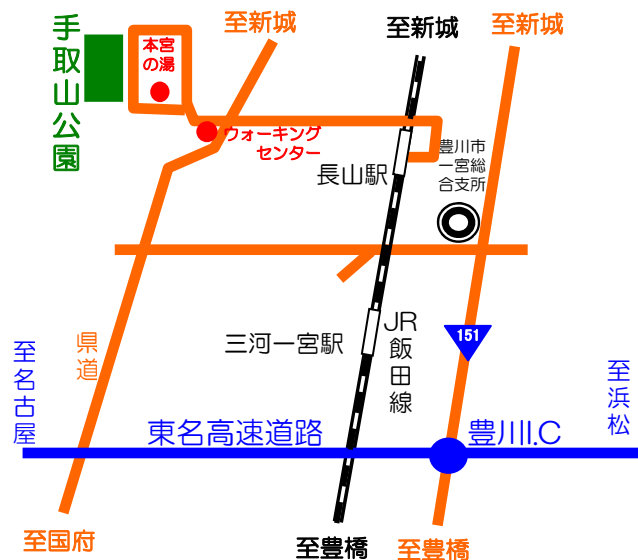 手取山公園
本宮
の湯
至新城
至新城
至新城
ウォーキング
センター
豊川市
一宮総
合支所
長山駅
151
三河一宮駅
JR飯田線
県道
至名古屋
至浜松
東名高速道路
豊川I.C
至国府
至豊橋
至豊橋